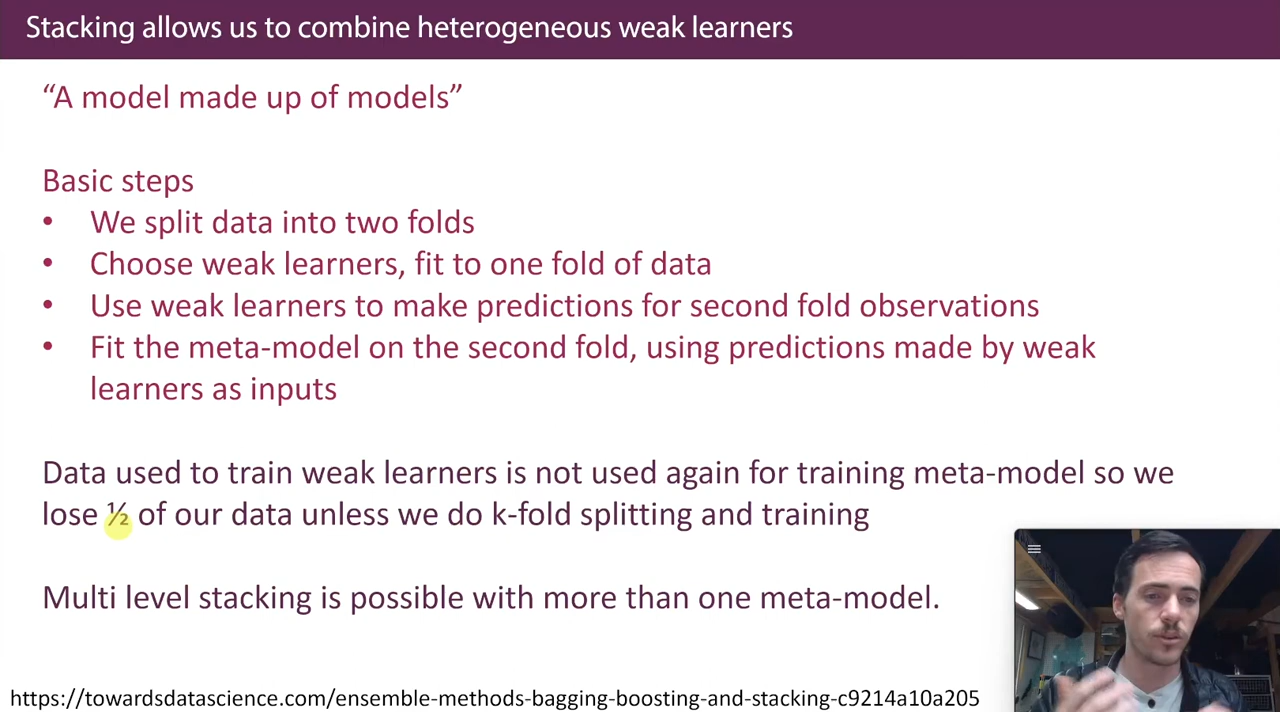 Stacking allows us to combine heterogeneous weak learners
“A model made up of models”
Basic steps
• We split data into two folds
• Choose weak learners, fit to one fold of data
• Use weak learners to make predictions for second fold observations
• Fit the meta-model on the second fold, using predictions made by weak
learners as inputs
Data used to train weak learners is not used again for training meta-model so we
lose ½ of our data unless we do k-fold splitting and training
Multi level stacking is possible with more than one meta-model.
https://towardsdatascience.com/ensemble-methods-bagging-boosting-and-stacking-c9214a10a205